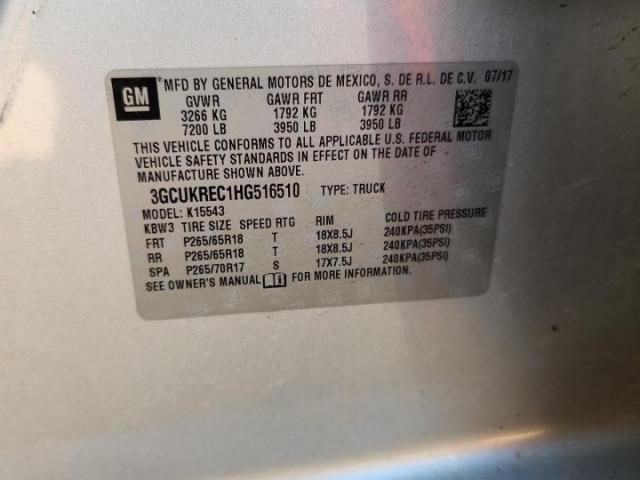 GM
MFD BY GENERAL MOTORS DE MEXICO, S. DE R.L. DE C.V. 07/17
GVWR GAWR FRT GAWR RR
3266 KG 1792 KG 1792 KG
7200 LB 3950 LB 3950 LB
THIS VEHICLE CONFORMS TO ALL APPLICABLE U.S. FEDERAL MOTOR
VEHICLE SAFETY STANDARDS IN EFFECT ON THE DATE OF
MANUFACTURE SHOWN ABOVE.
3GCUKREC1HG516510 TYPE: TRUCK
MODEL: K15543
KBW3 TIRE SIZE SPEED RTG RIM COLD TIRE PRESSURE
FRT P265/65R18 T 18X8.5J 240KPA(35PSI)
RR P265/65R18 T 18X8.5J 240KPA(35PSI)
SPA P265/70R17 S 17X7.5J 240KPA(35PSI)
SEE OWNER'S MANUAL FOR MORE INFORMATION.